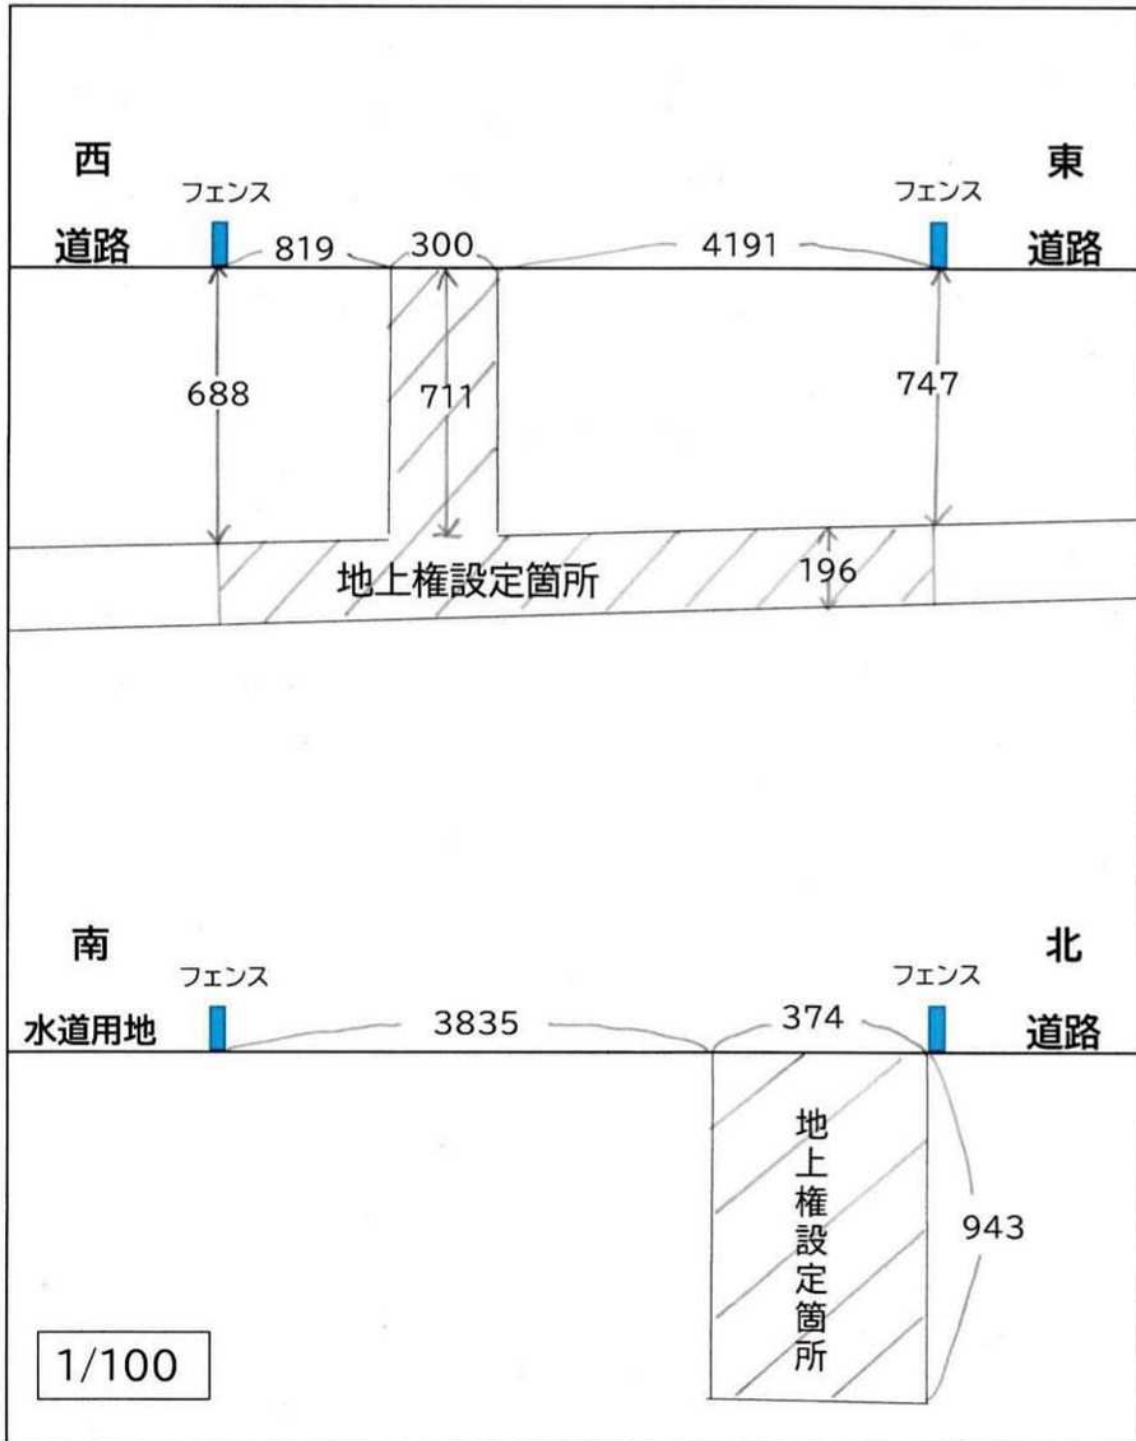 西
東
フェンス
フェンス
道路
819
300
4191
道路
688
711
747
地上権設定箇所
196
南
北
フェンス
フェンス
水道用地
3835
374
道路
地上権設定箇所
943
1/100